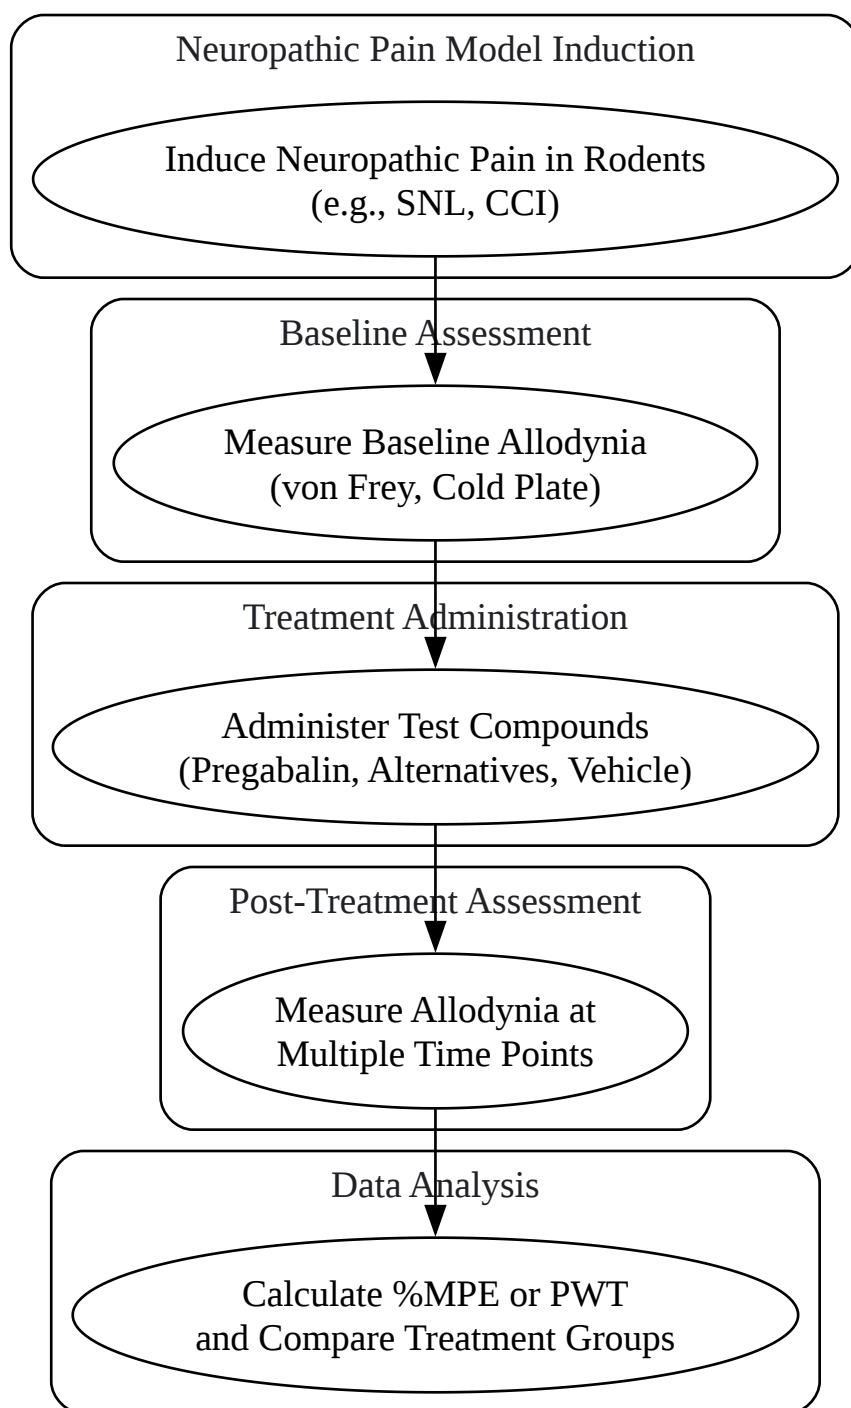 Neuropathic Pain Model Induction
Induce Neuropathic Pain in Rodents
(e.g., SNL, CCI)
Baseline Assessment
Measure Baseline Allodynia
(von Frey, Cold Plate)
Treatment Administration
Administer Test Compounds
(Pregabalin, Alternatives, Vehicle)
Post-Treatment Assessment
Measure Allodynia at
Multiple Time Points
Data Analysis
Calculate %MPE or PWT
and Compare Treatment Groups